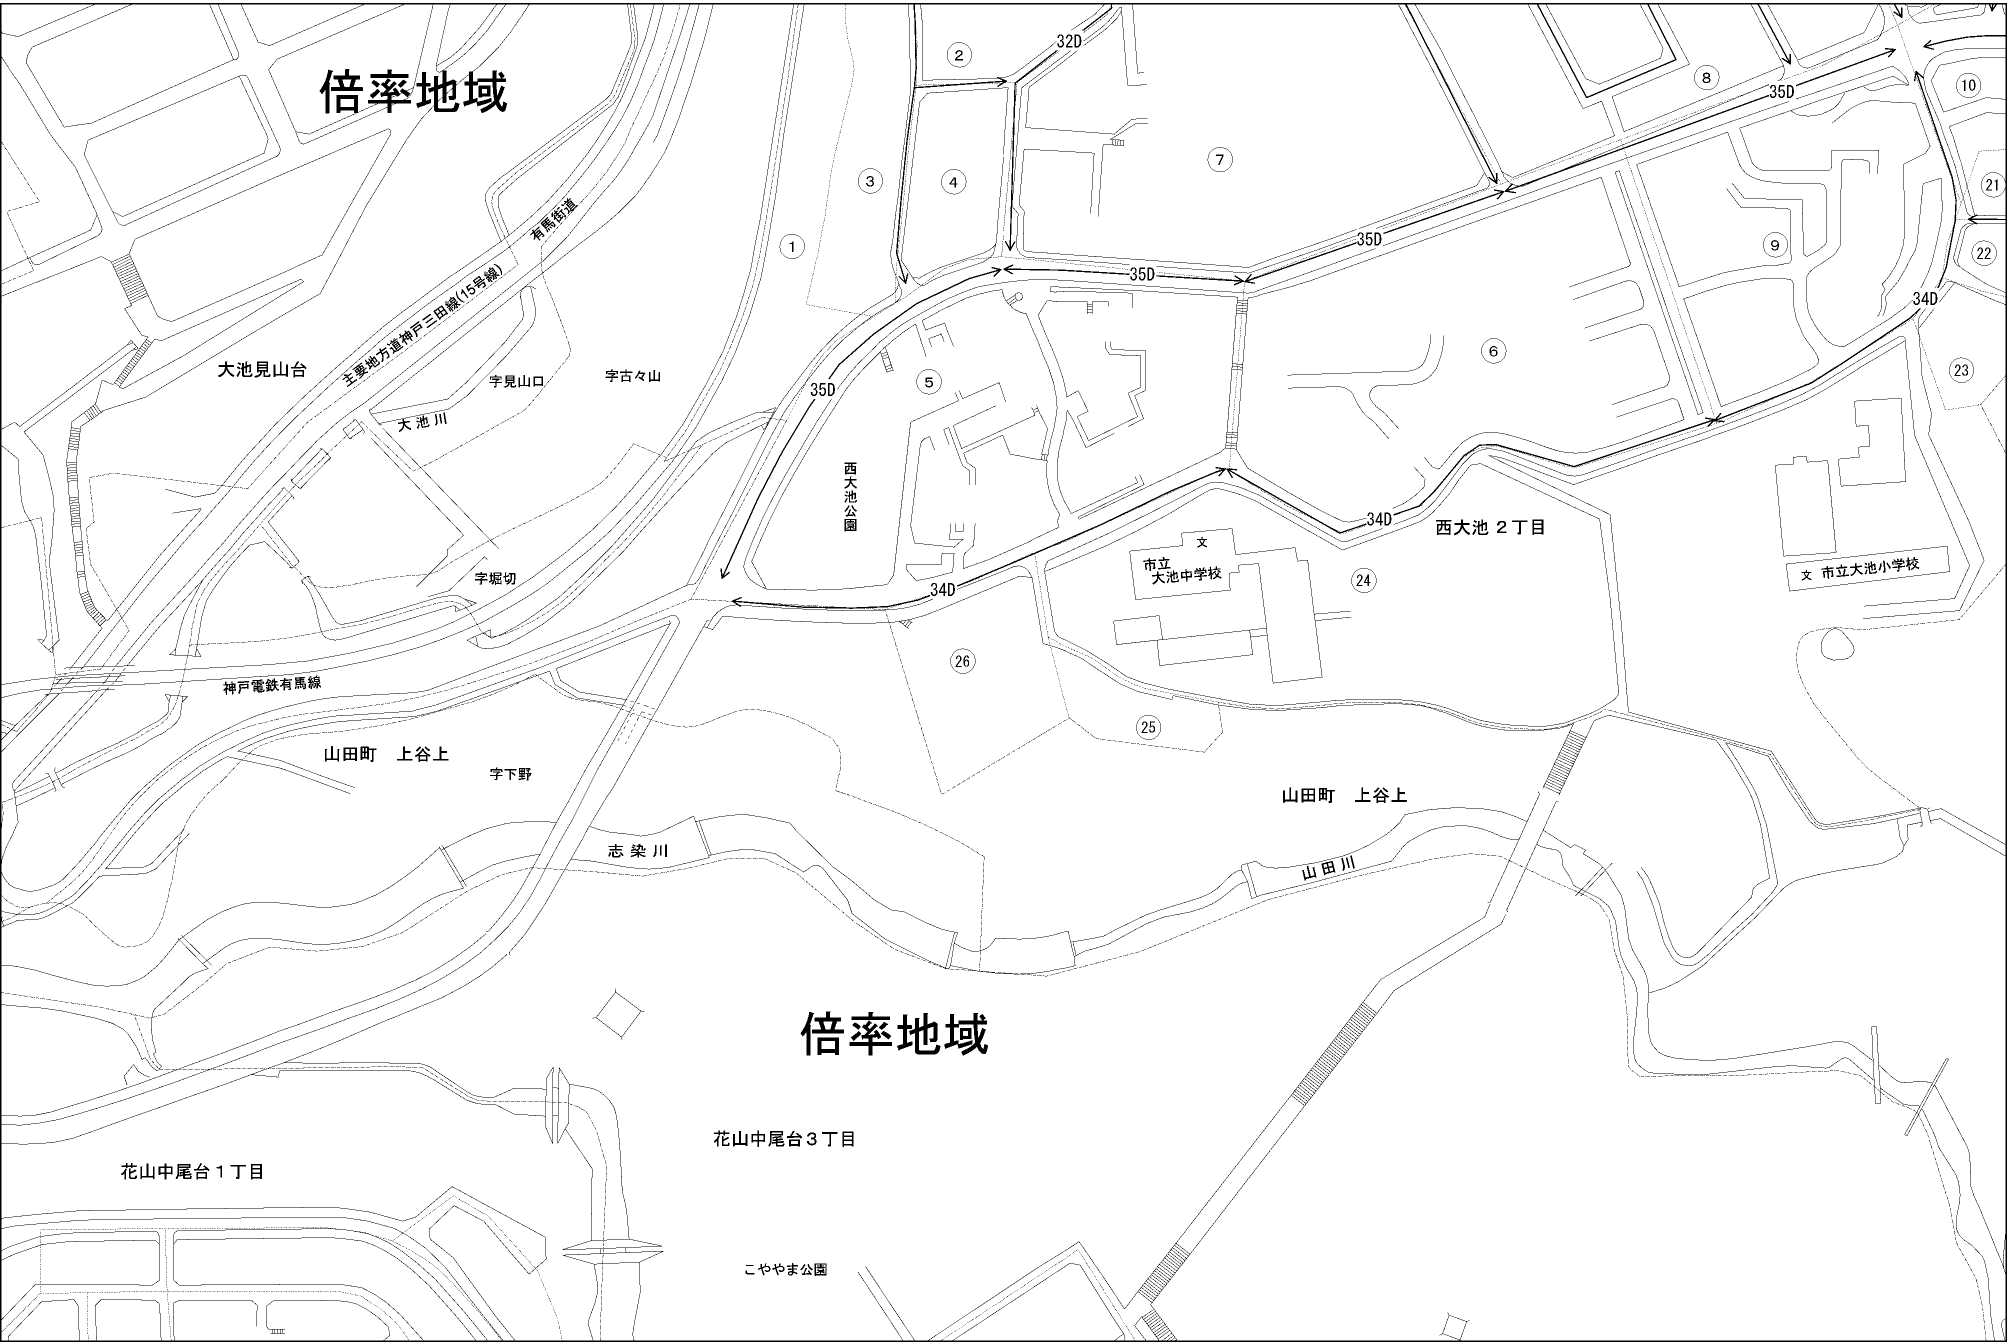 倍率地域
32D
②
⑧
35D
⑩
⑦
③
④
㉑
有馬街道
①
35D
⑨
㉒
主要地方道神戸三田線(15号線)
35D
34D
大池見山台
字見山口
字古々山
35D
⑤
⑥
㉓
大池川
西大池公園
34D
西大池２丁目
文
市立
大池中学校
字堀切
34D
㉔
文 市立大池小学校
㉖
神戸電鉄有馬線
㉕
山田町 上谷上
字下野
山田町 上谷上
志染川
山田川
倍率地域
花山中尾台３丁目
花山中尾台１丁目
こややま公園